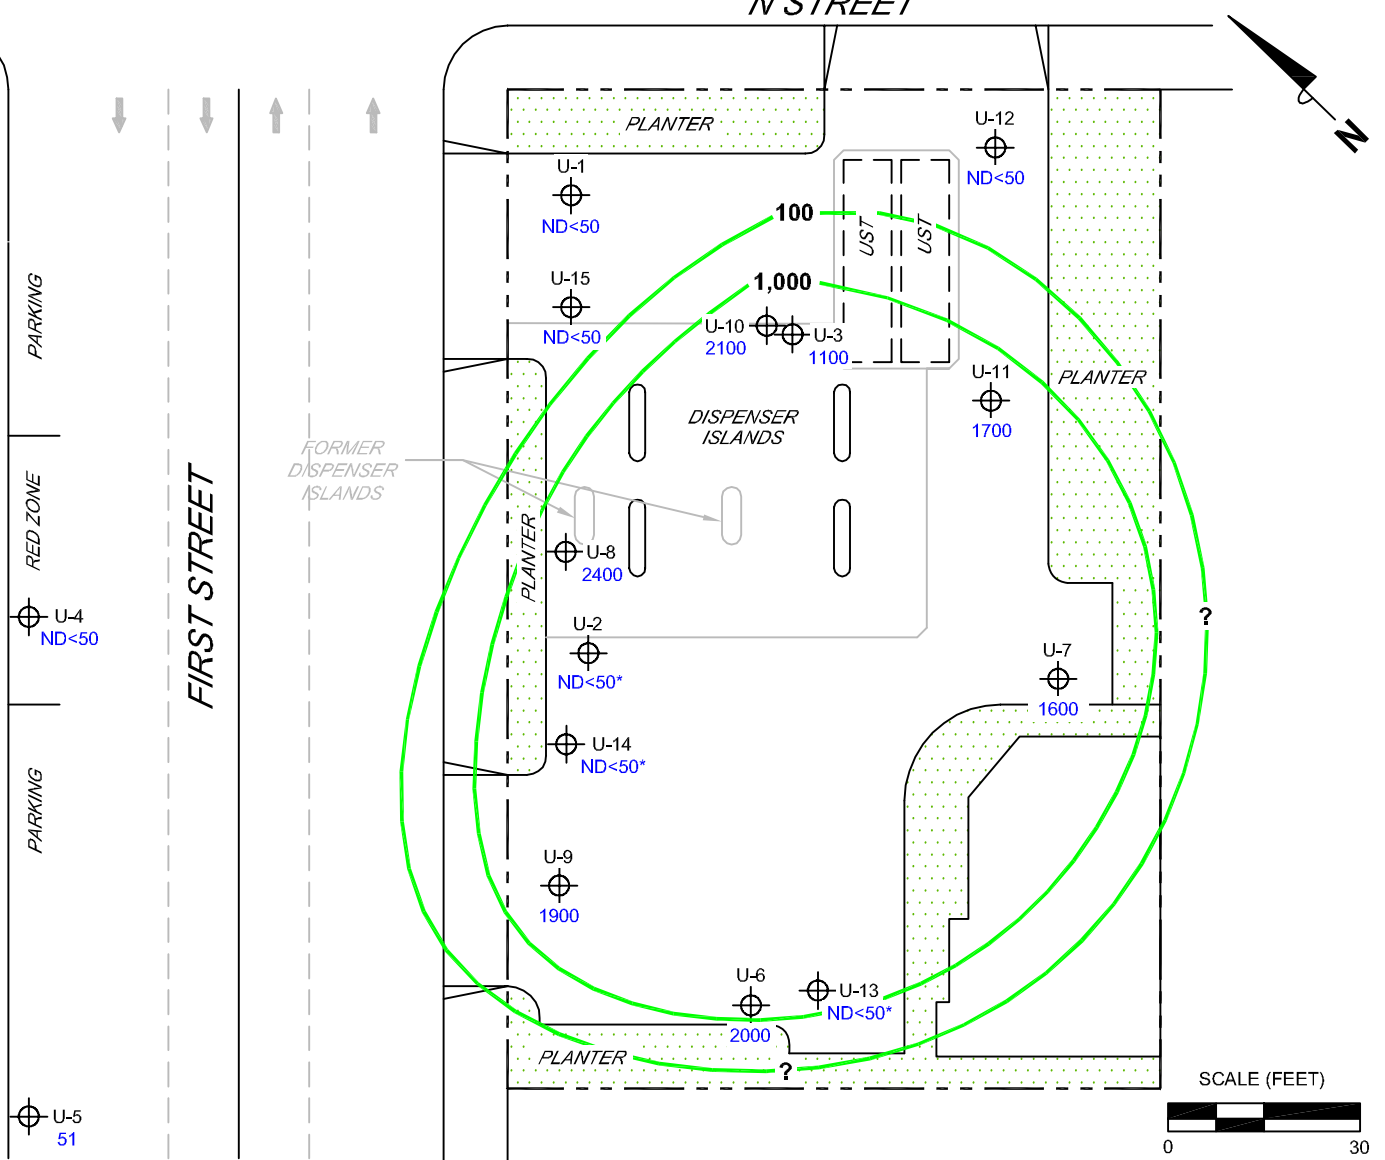 N STREET
N
PLANTER
U-12
ND<50
U-1
ND<50
100
UST
UST
1,000
U-15
ND<50
U-10
2100
U-3
1100
PARKING
U-11
1700
PLANTER
DISPENSER
ISLANDS
FORMER
DISPENSER
ISLANDS
RED ZONE
FIRST STREET
PLANTER
U-8
2400
U-4
ND<50
U-2
ND<50*
?
U-7
1600
U-14
ND<50*
PARKING
U-9
1900
U-6
2000
U-13
ND<50*
PLANTER
?
U-5
51
SCALE (FEET)
0 30